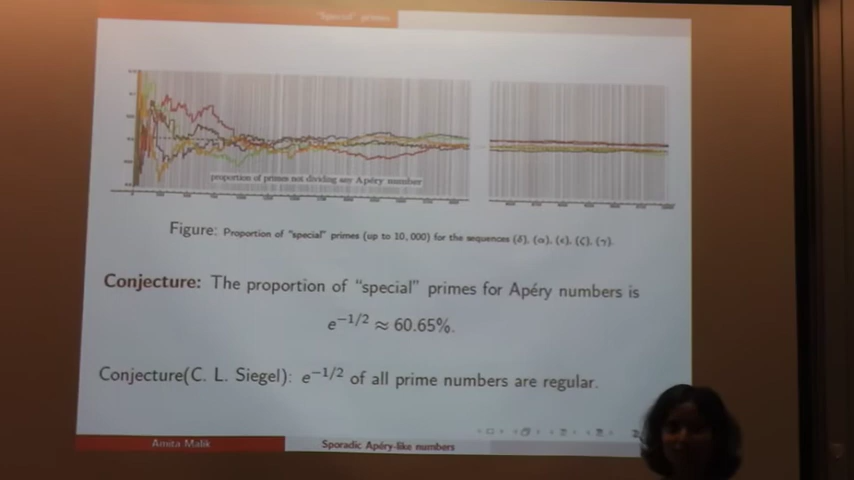 "Special" primes
proportion of primes not dividing any Apéry number
Figure: Proportion of "special" primes (up to 10,000) for the sequences (δ), (α), (ϵ), (ζ), (γ).
Conjecture: The proportion of "special" primes for Apéry numbers is
e^{-1/2} ≈ 60.65%.
Conjecture(C. L. Siegel): e^{-1/2} of all prime numbers are regular.
Amita Malik
Sporadic Apéry-like numbers